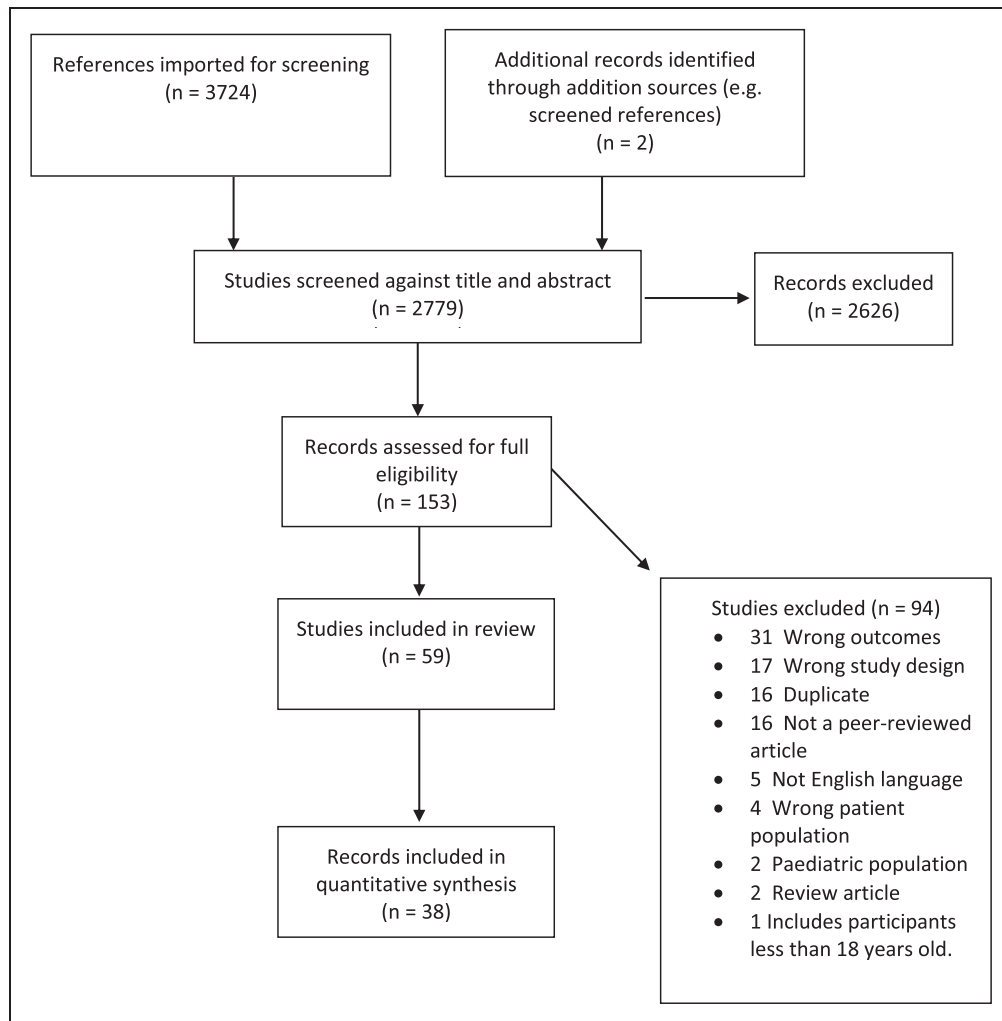 References imported for screening
(n = 3724)
Additional records identified
through addition sources (e.g.
screened references)
(n = 2)
Studies screened against title and abstract
(n = 2779)
Records excluded
(n = 2626)
Records assessed for full
eligibility
(n = 153)
Studies included in review
(n = 59)
Studies excluded (n = 94)
• 31 Wrong outcomes
• 17 Wrong study design
• 16 Duplicate
• 16 Not a peer-reviewed
article
• 5 Not English language
• 4 Wrong patient
population
• 2 Paediatric population
• 2 Review article
• 1 Includes participants
less than 18 years old.
Records included in
quantitative synthesis
(n = 38)